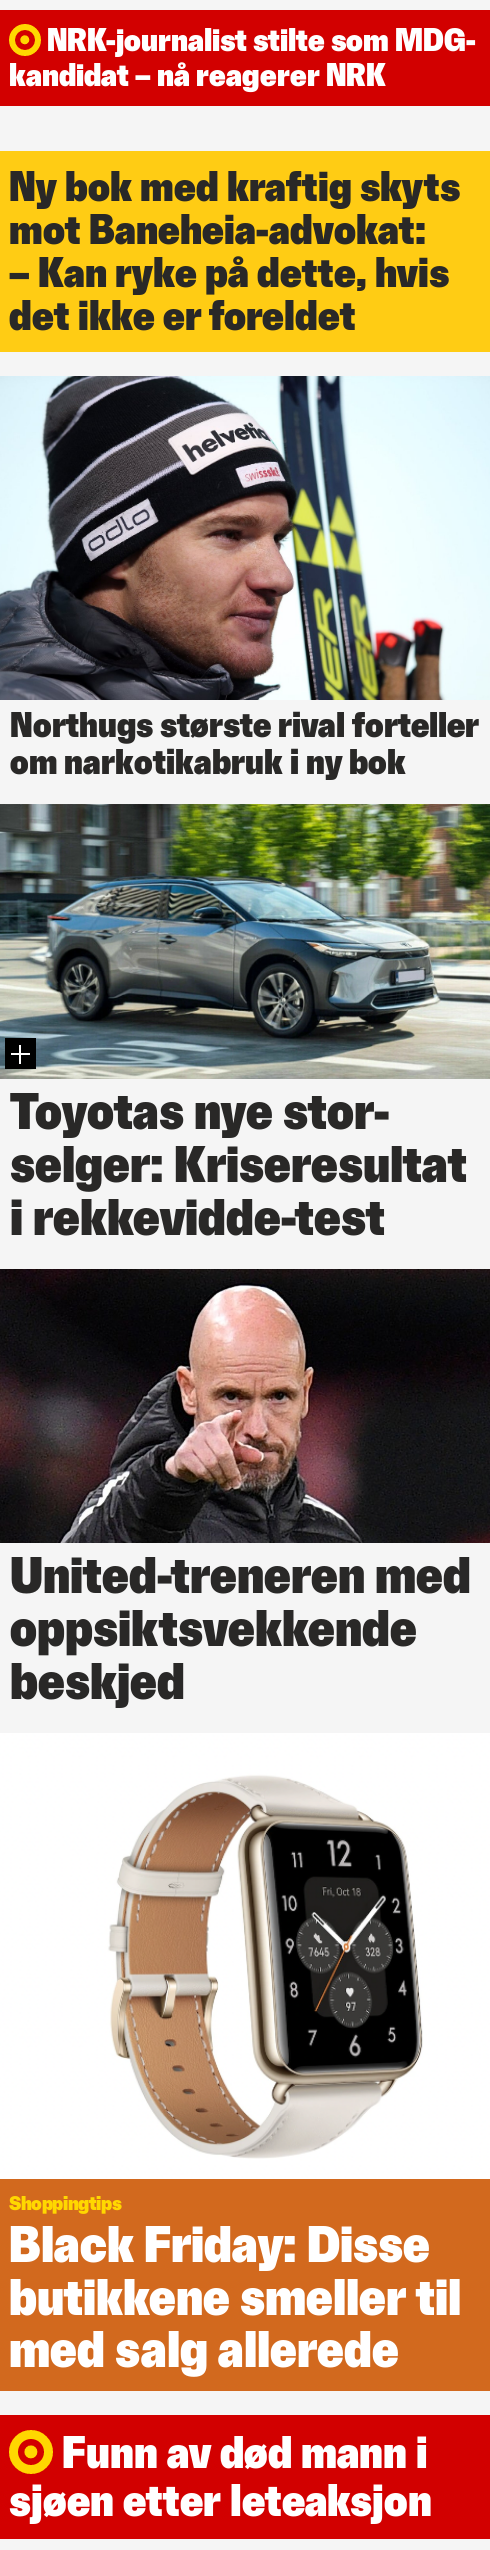 NRK-journalist stilte som MDG-
kandidat – nå reagerer NRK
Ny bok med kraftig skyts
mot Baneheia-advokat:
– Kan ryke på dette, hvis
det ikke er foreldet
helvetic
swissski
odlo
Northugs største rival forteller
om narkotikabruk i ny bok
Toyotas nye stor-
selger: Kriseresultat
i rekkevidde-test
United-treneren med
oppsiktsvekkende
beskjed
12
11 1
Fri, Oct 18
10 2
7645 328
9 3
97
8 4
7 5
6
Shoppingtips
Black Friday: Disse
butikkene smeller til
med salg allerede
Funn av død mann i
sjøen etter leteaksjon